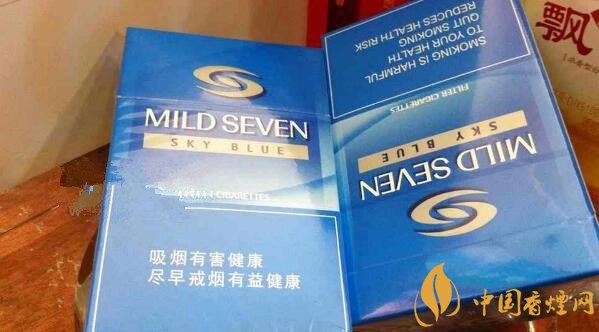 MILD SEVEN
SKY BLUE
CIGARETTES
吸烟有害健康
尽早戒烟有益健康
SMOKING IS HARMFUL
TO YOUR HEALTH
QUIT SMOKING
REDUCES HEALTH RISK
FILTER CIGARETTES
SKY BLUE
MILD SEVEN
飘
中国香煙网